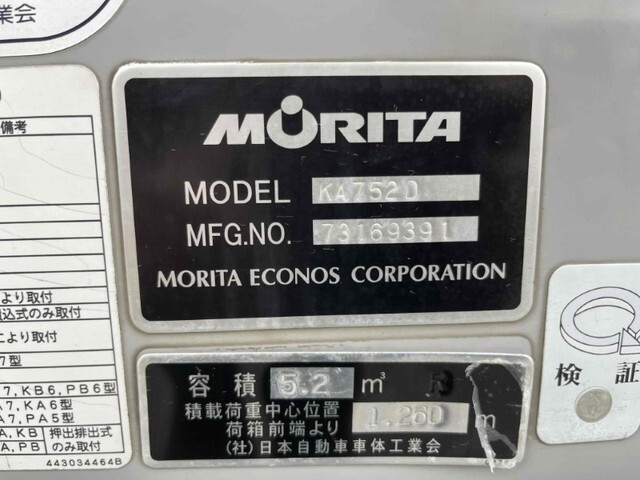 業会
備考
より取付
込式のみ取付
により取付
7型
7, KB6, PB6型
A7, KA6型
A7, PA5型
A, KB 押出排出式
A, PB のみ取付
443034464B
MORITA
MODEL KA752D
MFG.NO. 73169391
MORITA ECONOS CORPORATION
容積 5.2 m³
積載荷重中心位置
荷箱前端より 1.260 m
(社)日本自動車車体工業会
検 証